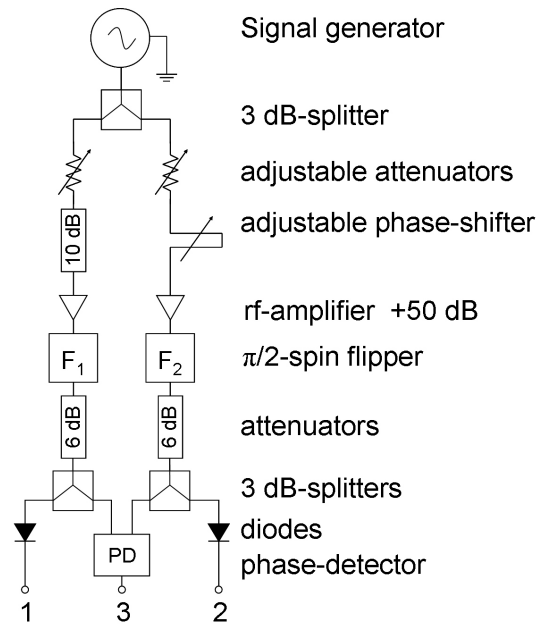 Signal generator
3 dB-splitter
adjustable attenuators
10 dB
adjustable phase-shifter
rf-amplifier +50 dB
F1
F2
π/2-spin flipper
6 dB
6 dB
attenuators
3 dB-splitters
diodes
PD
phase-detector
1
3
2